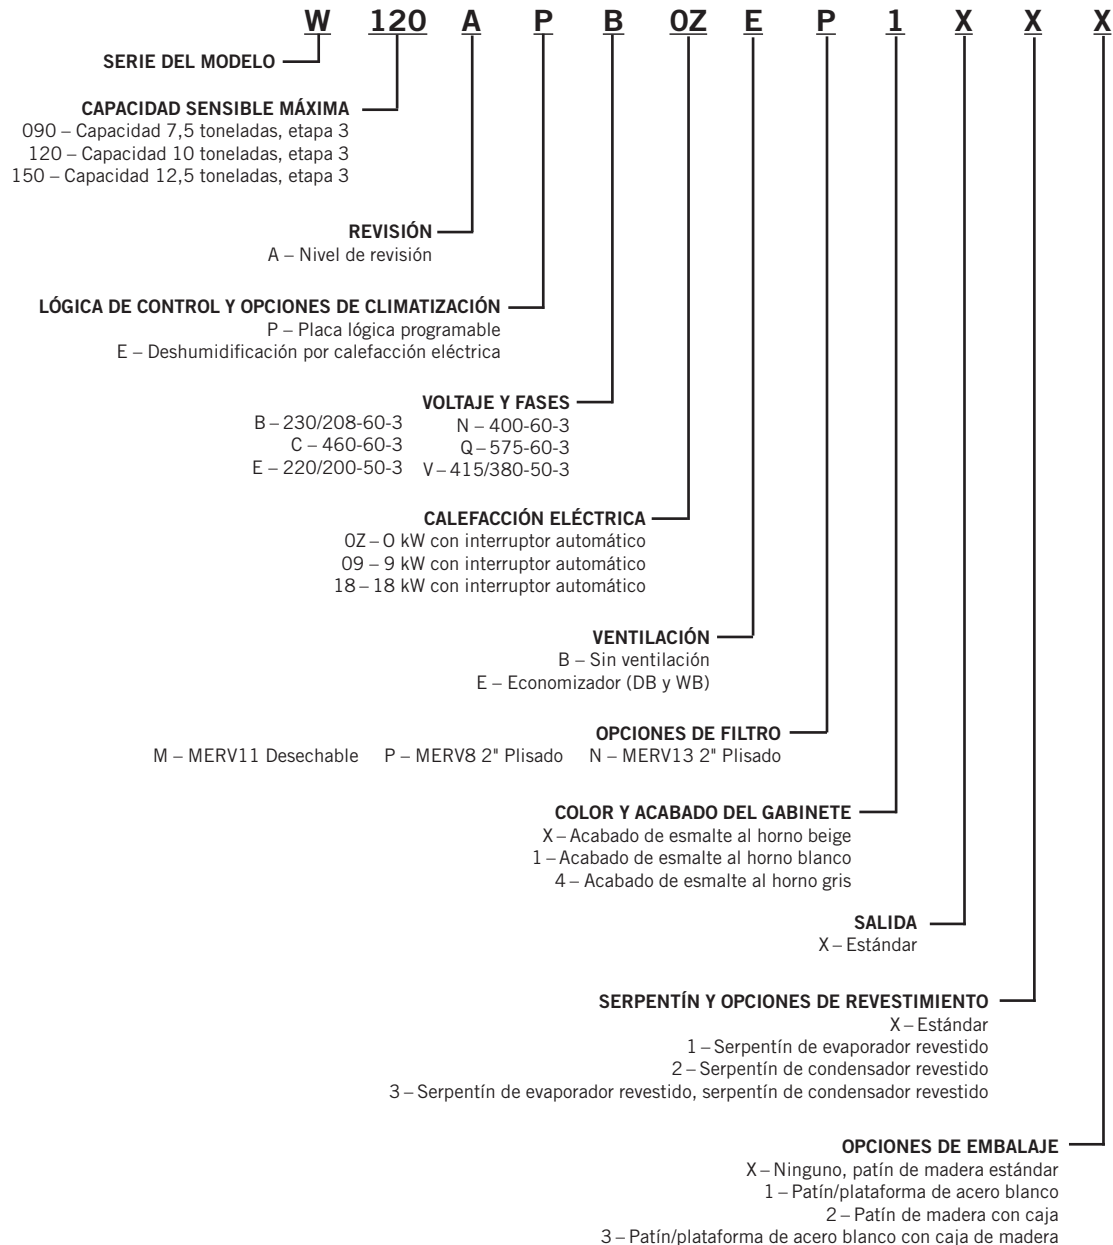 W 120 A P B 0Z E P 1 X X X
SERIE DEL MODELO
CAPACIDAD SENSIBLE MÁXIMA
090 – Capacidad 7,5 toneladas, etapa 3
120 – Capacidad 10 toneladas, etapa 3
150 – Capacidad 12,5 toneladas, etapa 3
REVISIÓN
A – Nivel de revisión
LÓGICA DE CONTROL Y OPCIONES DE CLIMATIZACIÓN
P – Placa lógica programable
E – Deshumidificación por calefacción eléctrica
VOLTAJE Y FASES
B – 230/208-60-3 N – 400-60-3
C – 460-60-3 Q – 575-60-3
E – 220/200-50-3 V – 415/380-50-3
CALEFACCIÓN ELÉCTRICA
0Z – 0 kW con interruptor automático
09 – 9 kW con interruptor automático
18 – 18 kW con interruptor automático
VENTILACIÓN
B – Sin ventilación
E – Economizador (DB y WB)
OPCIONES DE FILTRO
M – MERV11 Desechable P – MERV8 2" Plisado N – MERV13 2" Plisado
COLOR Y ACABADO DEL GABINETE
X – Acabado de esmalte al horno beige
1 – Acabado de esmalte al horno blanco
4 – Acabado de esmalte al horno gris
SALIDA
X – Estándar
SERPENTÍN Y OPCIONES DE REVESTIMIENTO
X – Estándar
1 – Serpentín de evaporador revestido
2 – Serpentín de condensador revestido
3 – Serpentín de evaporador revestido, serpentín de condensador revestido
OPCIONES DE EMBALAJE
X – Ninguno, patín de madera estándar
1 – Patín/plataforma de acero blanco
2 – Patín de madera con caja
3 – Patín/plataforma de acero blanco con caja de madera